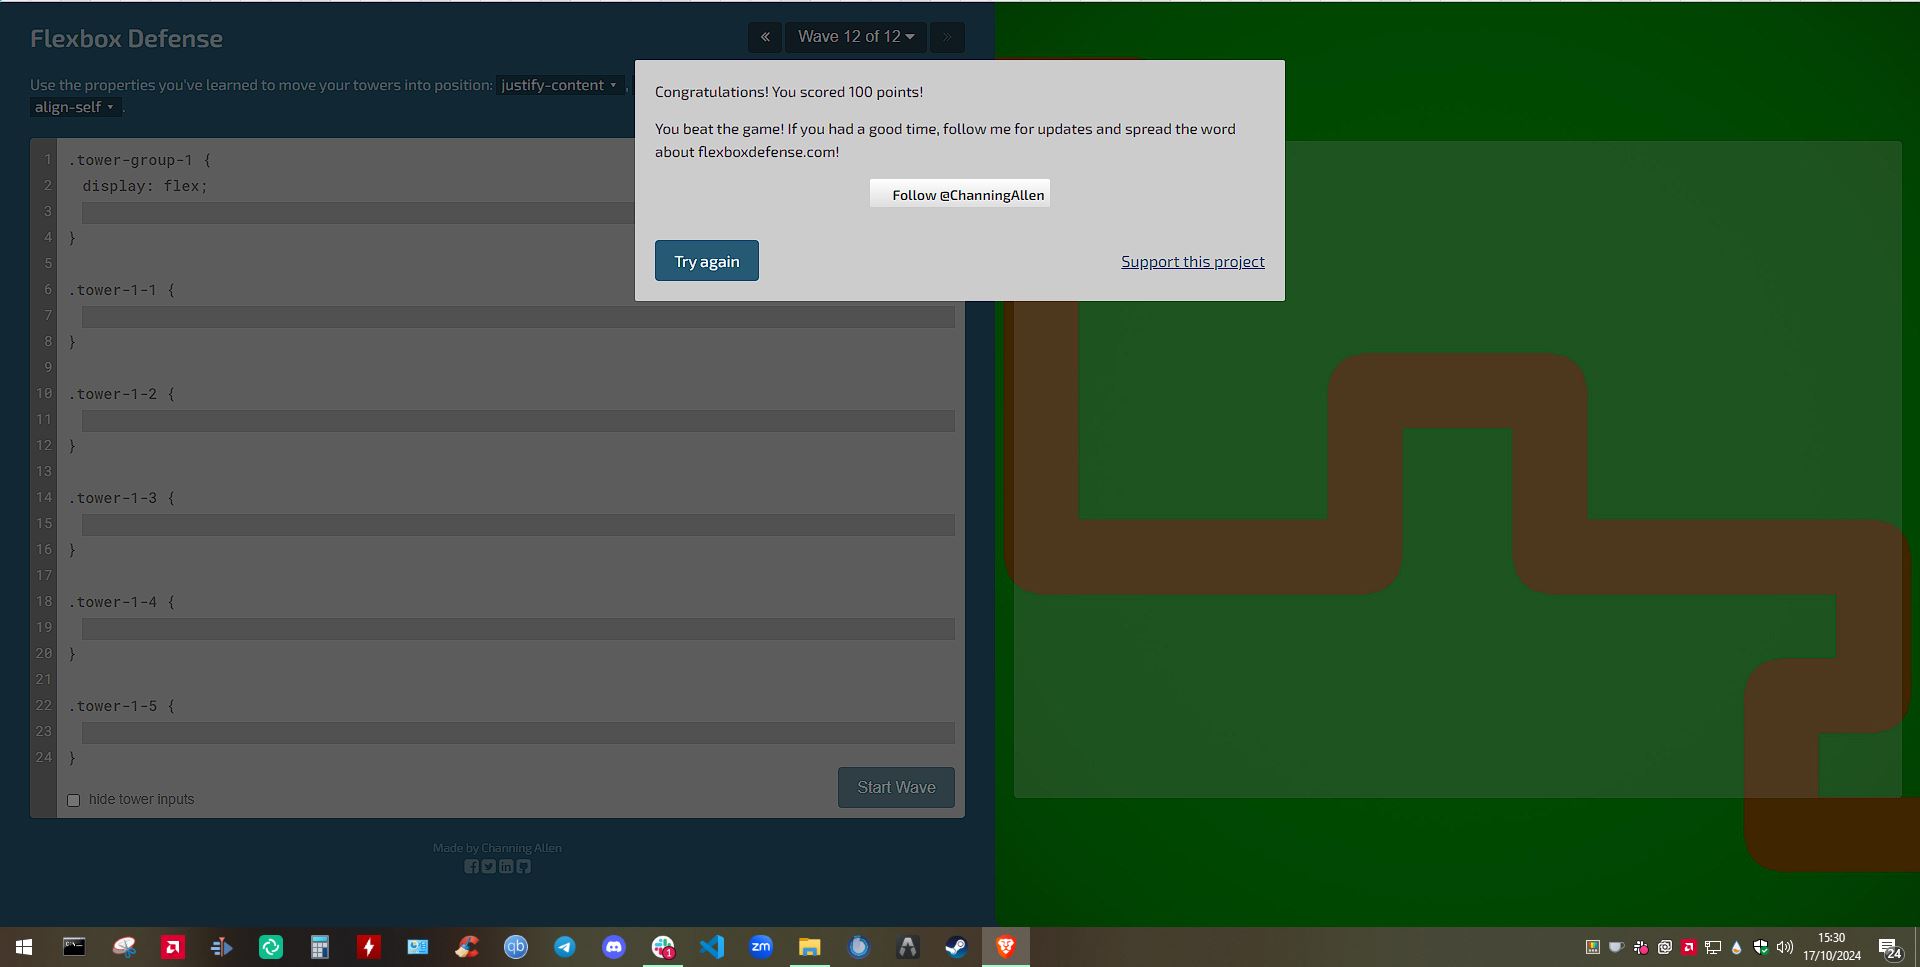 Flexbox Defense
«
Wave 12 of 12
»
Use the properties you've learned to move your towers into position: justify-content ,
align-self .
Congratulations! You scored 100 points!
You beat the game! If you had a good time, follow me for updates and spread the word
about flexboxdefense.com!
Follow @ChanningAllen
Try again
Support this project
1 .tower-group-1 {
2 display: flex;
3
4 }
5
6 .tower-1-1 {
7
8 }
9
10 .tower-1-2 {
11
12 }
13
14 .tower-1-3 {
15
16 }
17
18 .tower-1-4 {
19
20 }
21
22 .tower-1-5 {
23
24 }
hide tower inputs
Start Wave
Made by Channing Allen
qb
1
zm
15:30
17/10/2024
24